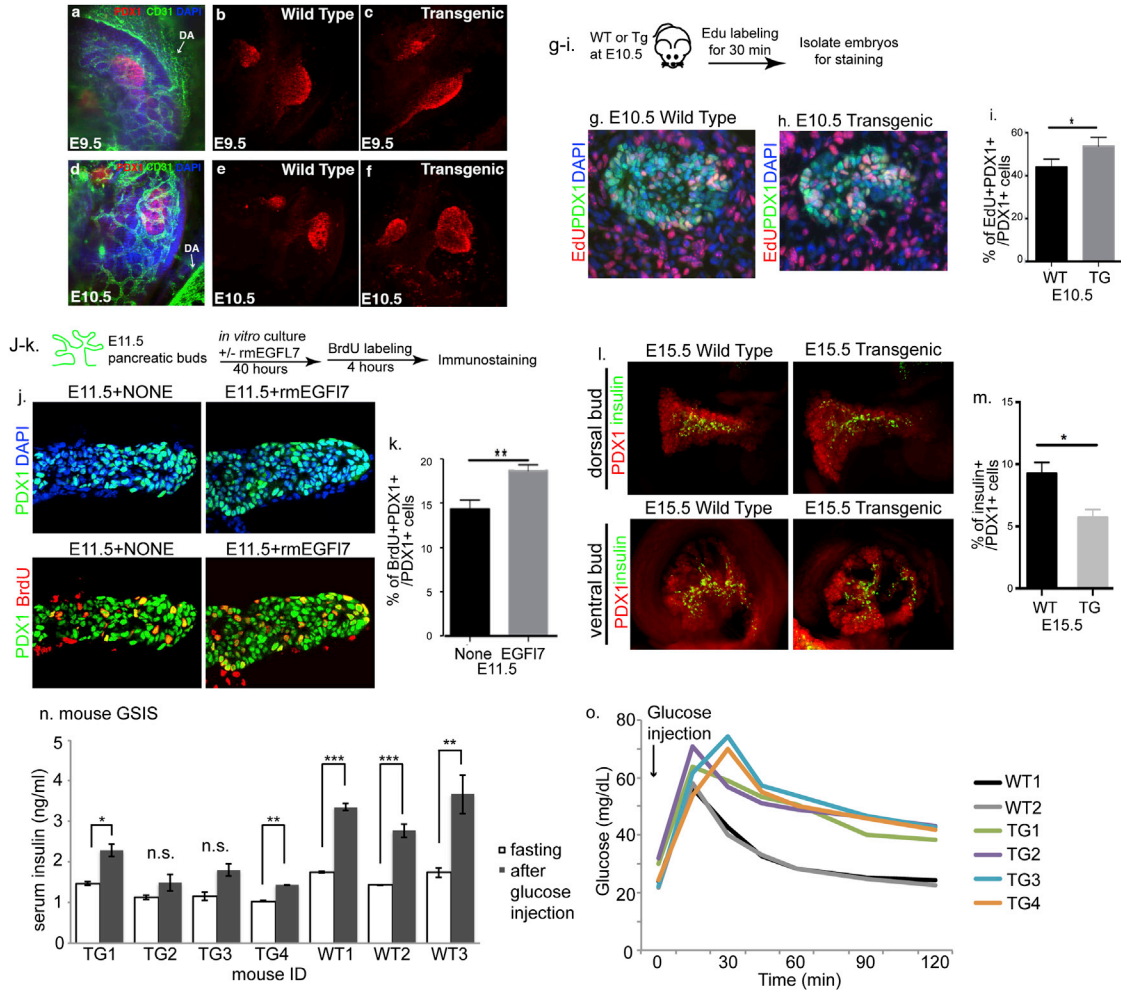 a PDX1 CD31 DAPI
DA
E9.5
b Wild Type
E9.5
c Transgenic
E9.5
d PDX1 CD31 DAPI
DA
E10.5
e Wild Type
E10.5
f Transgenic
E10.5
g-i.
WT or Tg
at E10.5
Edu labeling
for 30 min
Isolate embryos
for staining
g. E10.5 Wild Type
EdU PDX1 DAPI
h. E10.5 Transgenic
EdU PDX1 DAPI
i.
% of EdU+PDX1+
/PDX1+ cells
60
40
20
0
*
WT TG
E10.5
J-k.
E11.5
pancreatic buds
in vitro culture
+/- rmEGFL7
40 hours
BrdU labeling
4 hours
Immunostaining
j.
E11.5+NONE
E11.5+rmEGFl7
PDX1 DAPI
E11.5+NONE
E11.5+rmEGFl7
PDX1 BrdU
k.
% of BrdU+PDX1+
/PDX1+ cells
20
15
10
5
0
**
None EGFl7
E11.5
l.
E15.5 Wild Type
E15.5 Transgenic
dorsal bud
PDX1 insulin
E15.5 Wild Type
E15.5 Transgenic
ventral bud
PDX1 insulin
m.
% of insulin+
/PDX1+ cells
15
10
5
0
*
WT TG
E15.5
n. mouse GSIS
serum insulin (ng/ml)
5
4
3
2
1
0
*
n.s.
n.s.
**
***
***
**
TG1 TG2 TG3 TG4 WT1 WT2 WT3
mouse ID
fasting
after
glucose
injection
o.
Glucose
injection
Glucose (mg/dL)
80
60
40
20
0
0 30 60 90 120
Time (min)
WT1
WT2
TG1
TG2
TG3
TG4